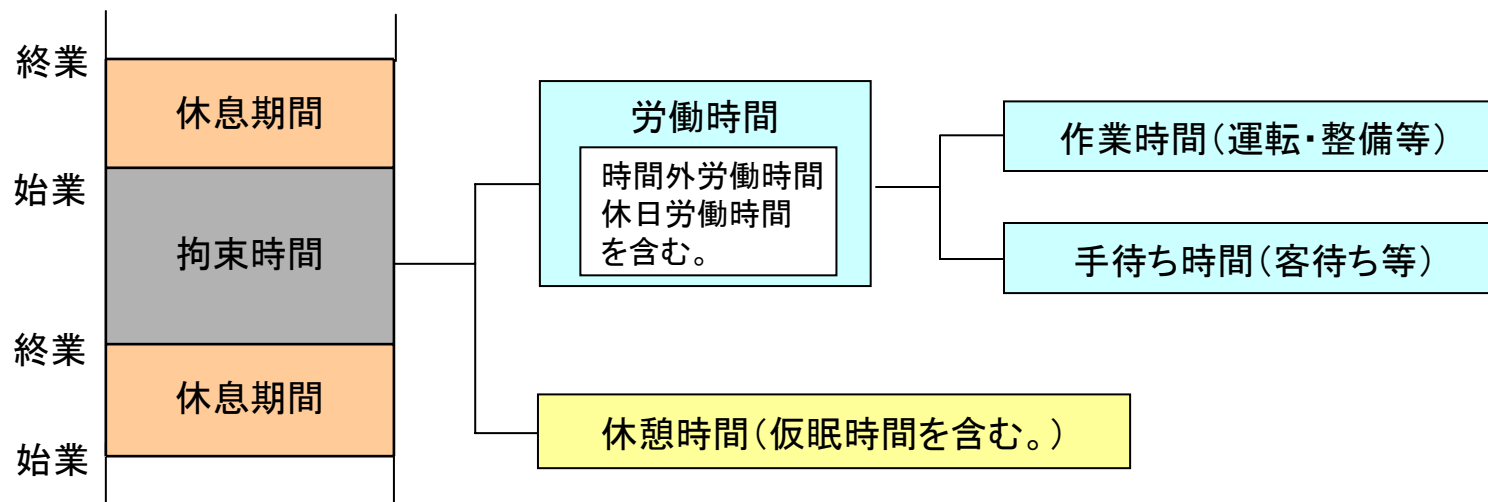 終業
休息期間
始業
拘束時間
終業
休息期間
始業
労働時間
時間外労働時間
休日労働時間
を含む。
作業時間（運転・整備等）
手待ち時間（客待ち等）
休憩時間（仮眠時間を含む。）